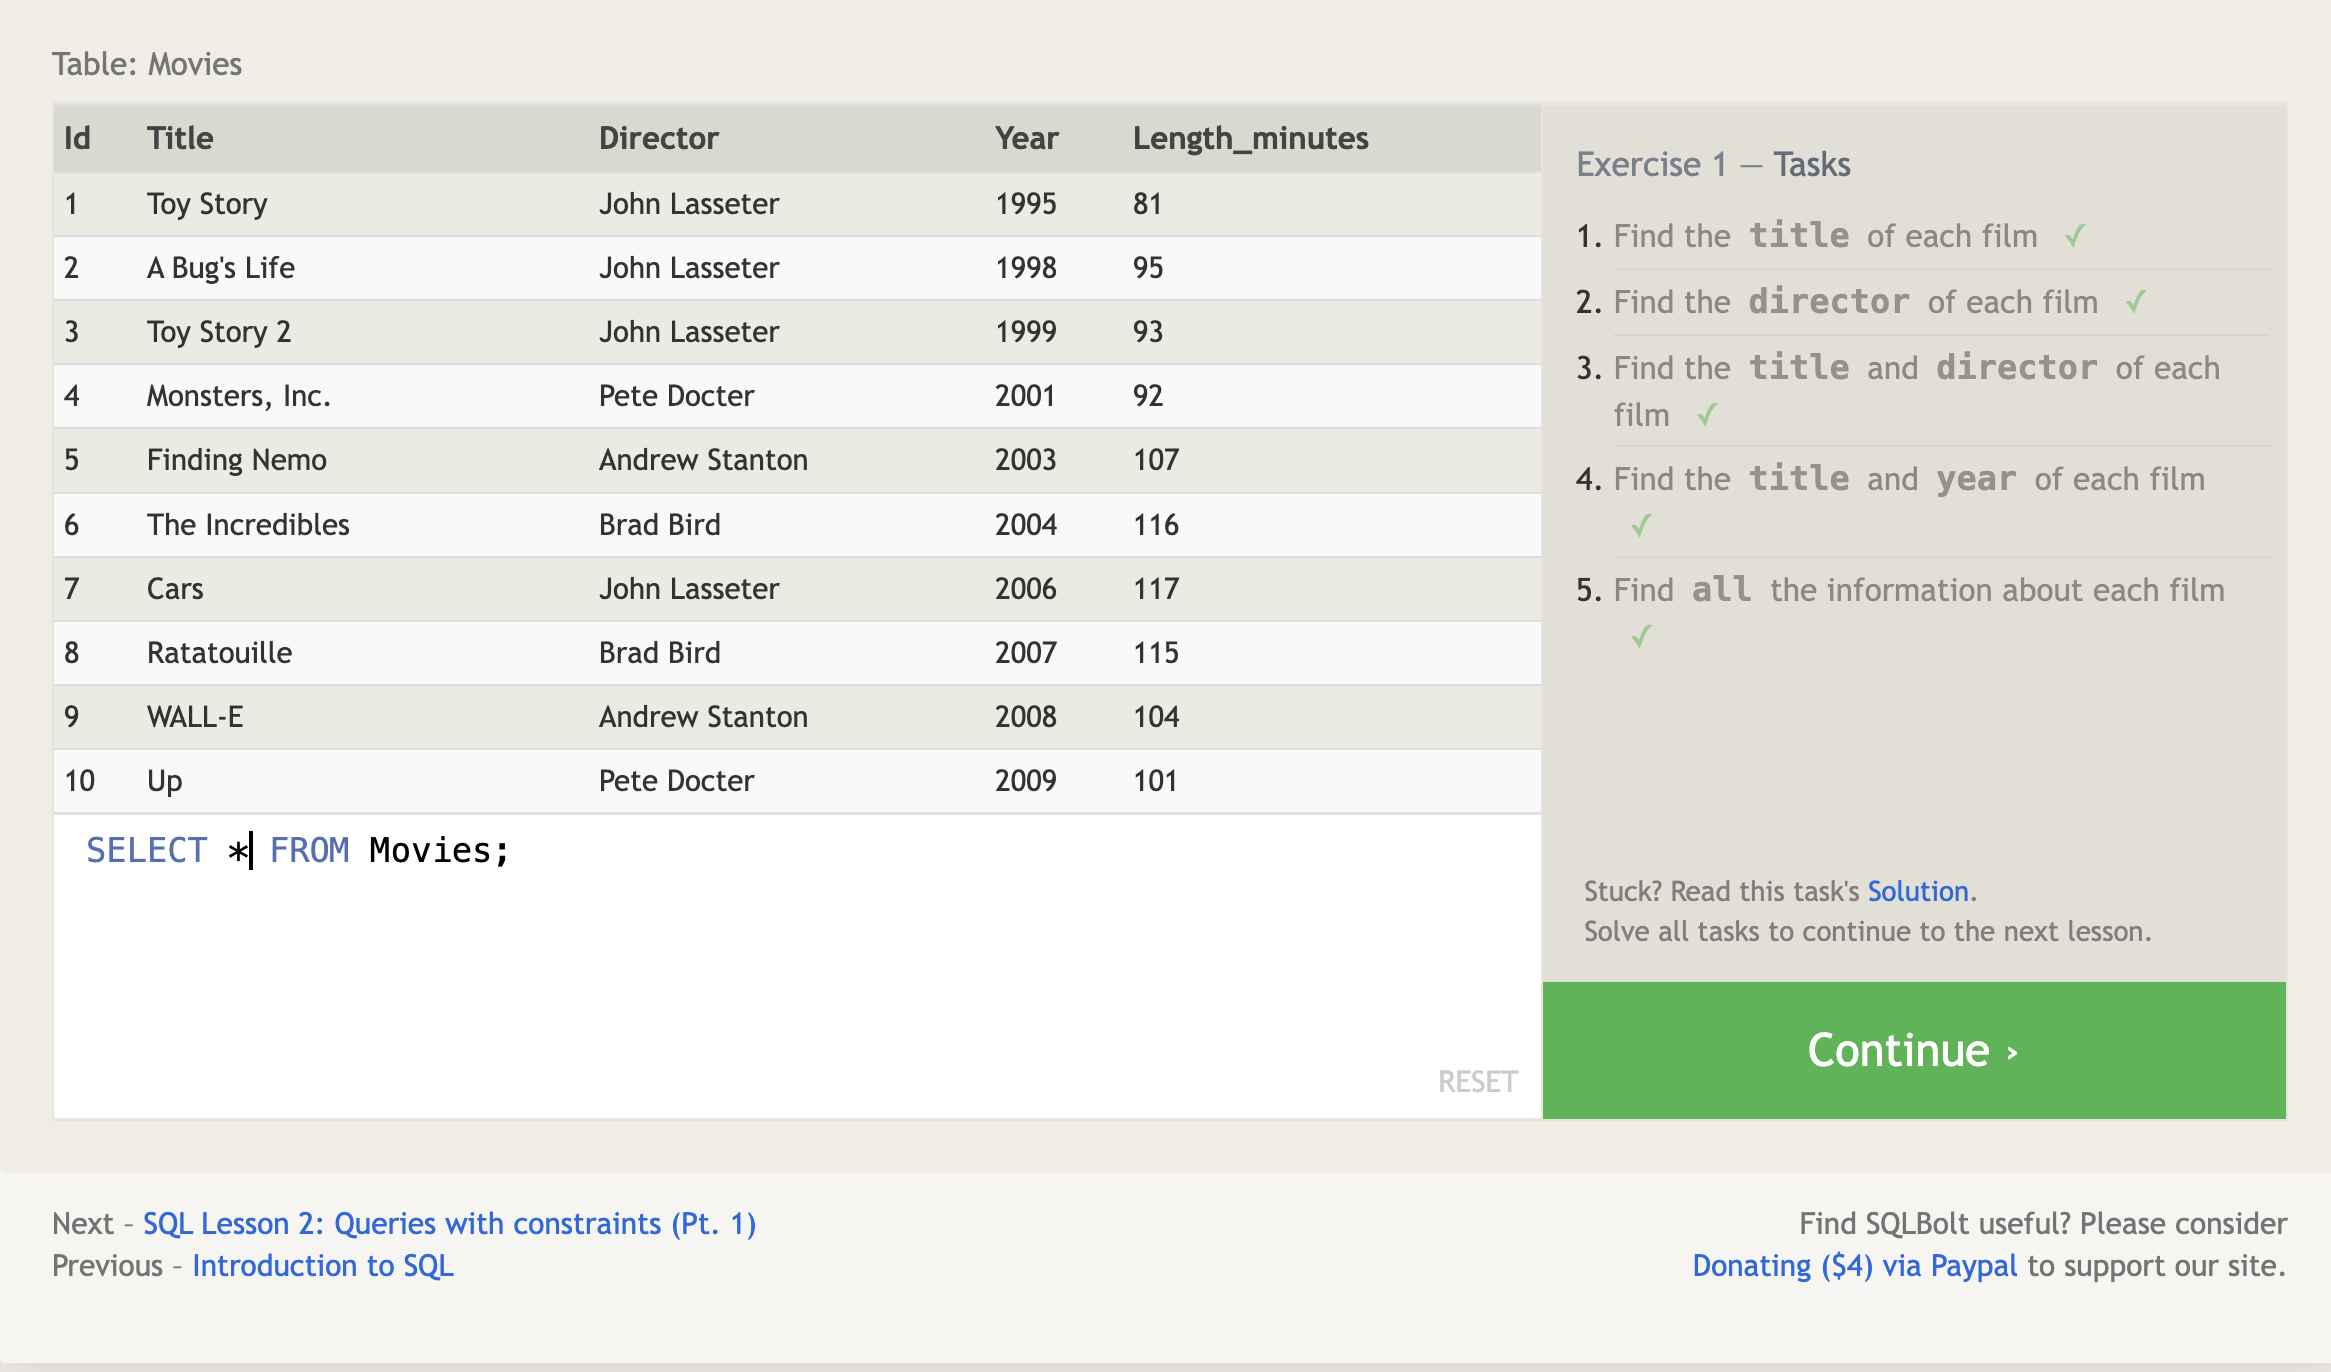 Table: Movies
Id Title Director Year Length_minutes
1 Toy Story John Lasseter 1995 81
2 A Bug's Life John Lasseter 1998 95
3 Toy Story 2 John Lasseter 1999 93
4 Monsters, Inc. Pete Docter 2001 92
5 Finding Nemo Andrew Stanton 2003 107
6 The Incredibles Brad Bird 2004 116
7 Cars John Lasseter 2006 117
8 Ratatouille Brad Bird 2007 115
9 WALL-E Andrew Stanton 2008 104
10 Up Pete Docter 2009 101
SELECT * FROM Movies;
RESET
Exercise 1 — Tasks
1. Find the title of each film ✓
2. Find the director of each film ✓
3. Find the title and director of each
film ✓
4. Find the title and year of each film
✓
5. Find all the information about each film
✓
Stuck? Read this task's Solution.
Solve all tasks to continue to the next lesson.
Continue ›
Next – SQL Lesson 2: Queries with constraints (Pt. 1)
Previous – Introduction to SQL
Find SQLBolt useful? Please consider
Donating ($4) via Paypal to support our site.